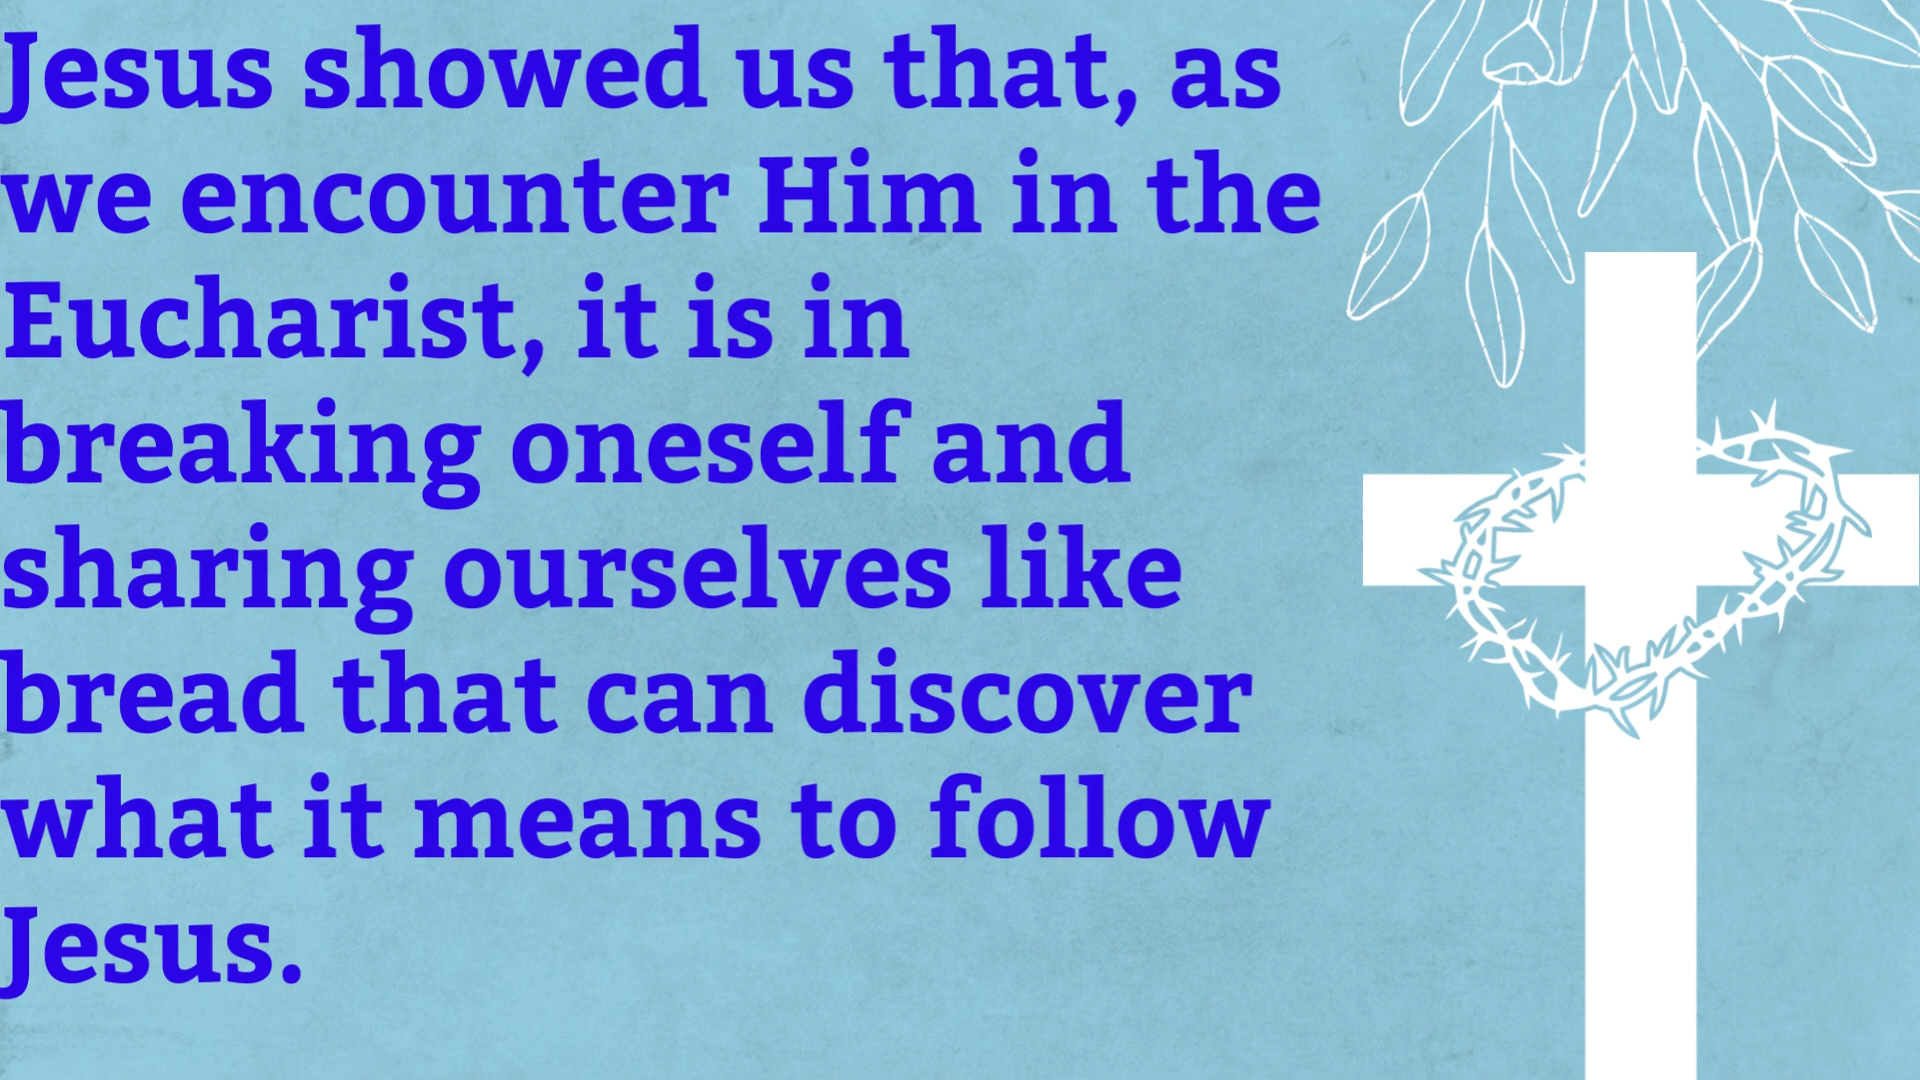 Jesus showed us that, as
we encounter Him in the
Eucharist, it is in
breaking oneself and
sharing ourselves like
bread that can discover
what it means to follow
Jesus.